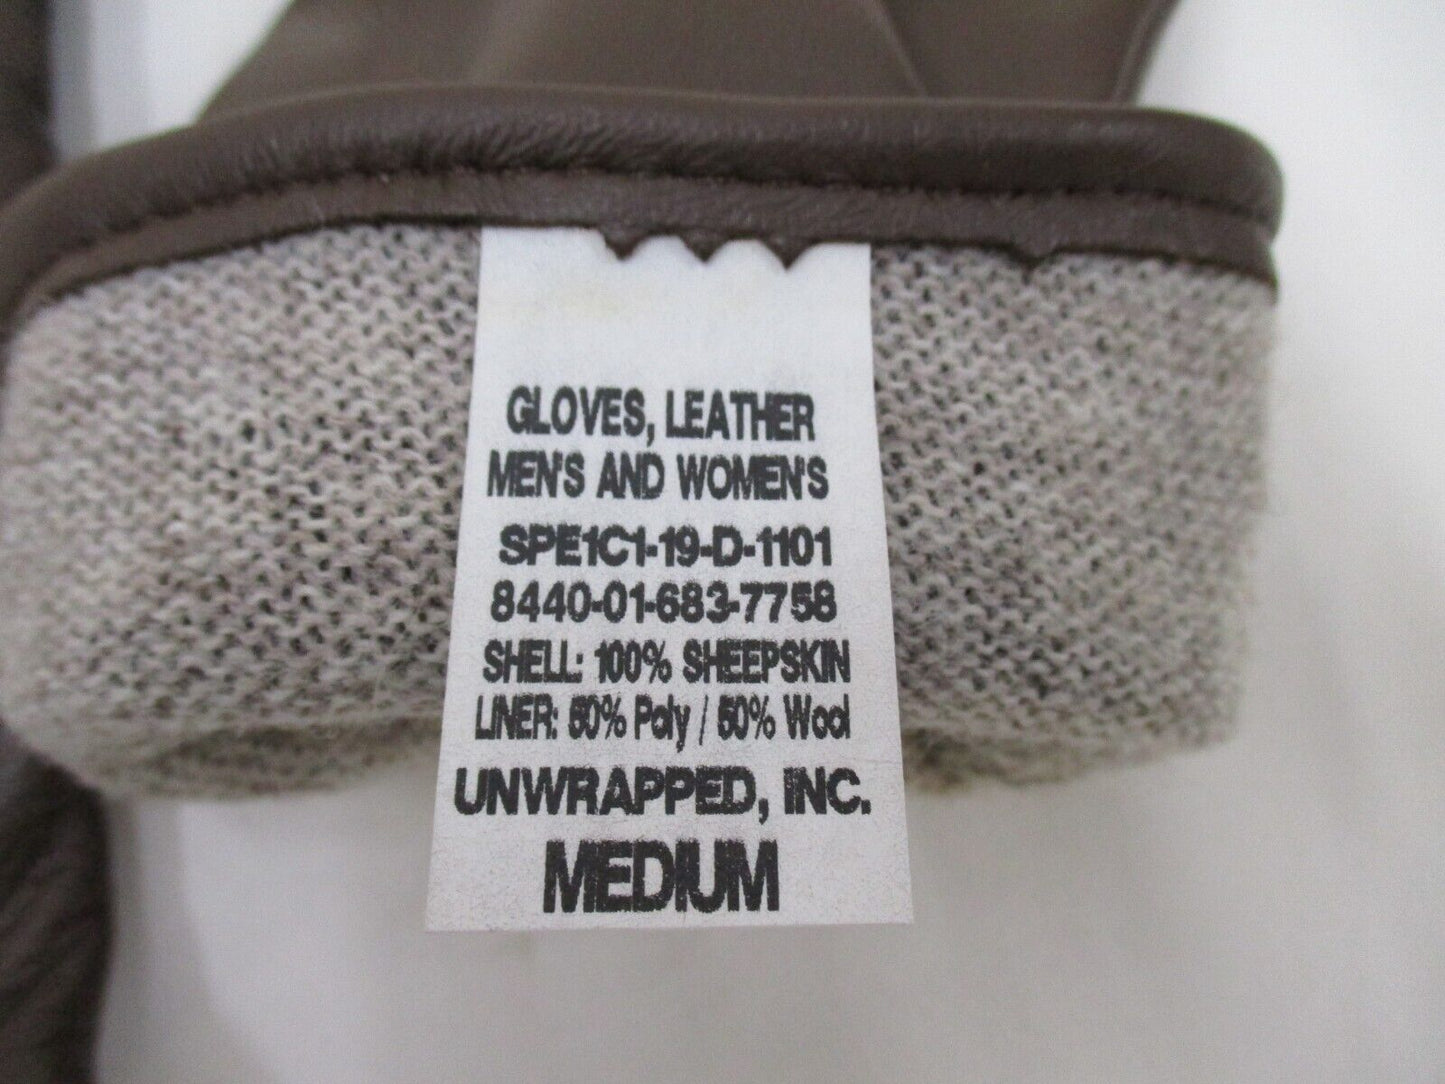 GLOVES, LEATHER
MEN'S AND WOMEN'S
SPE1C1-19-D-1101
8440-01-683-7758
SHELL: 100% SHEEPSKIN
LINER: 50% Poly / 50% Wool
UNWRAPPED, INC.
MEDIUM